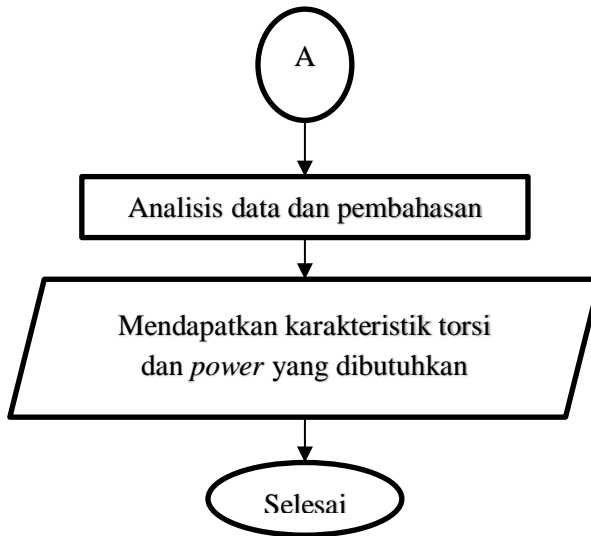 A
Analisis data dan pembahasan
Mendapatkan karakteristik torsi
dan power yang dibutuhkan
Selesai